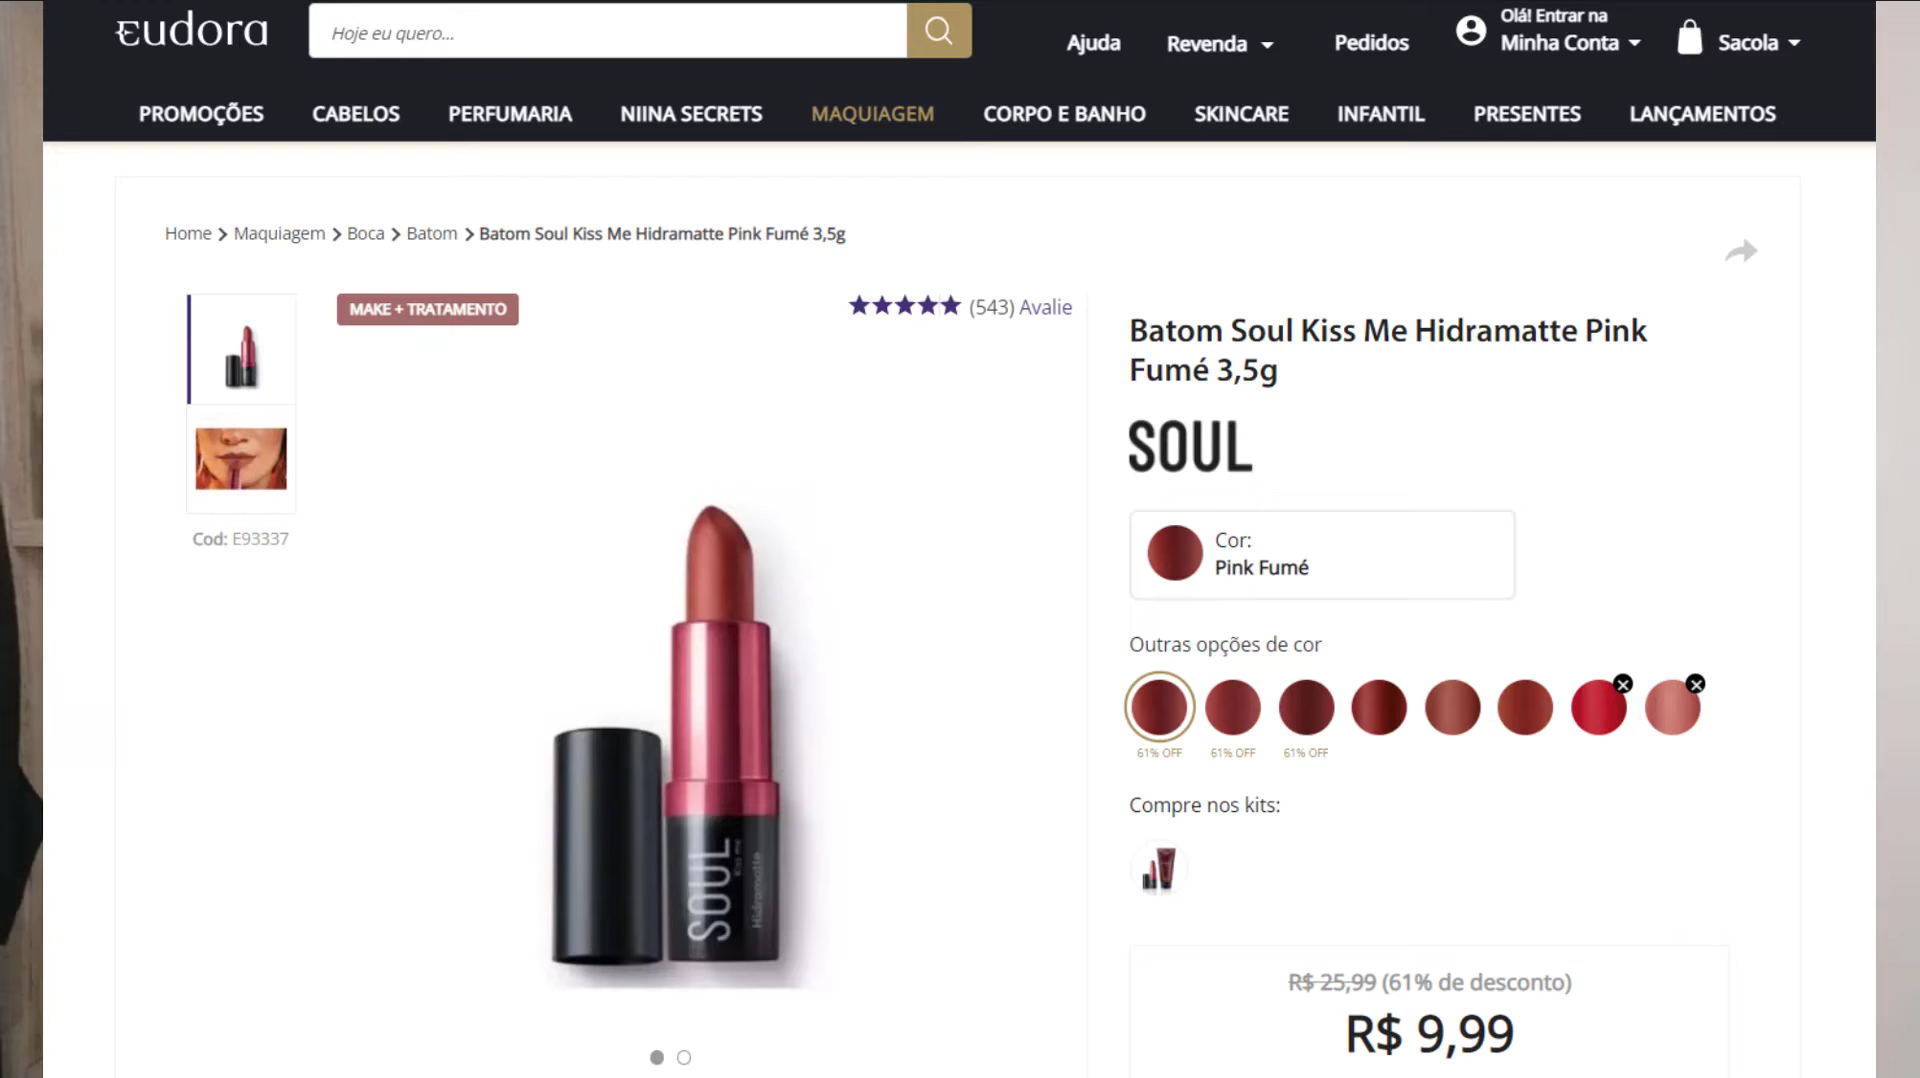 eudora
Hoje eu quero...
Ajuda
Revenda
Pedidos
Olá! Entrar na
Minha Conta
Sacola
PROMOÇÕES
CABELOS
PERFUMARIA
NIINA SECRETS
MAQUIAGEM
CORPO E BANHO
SKINCARE
INFANTIL
PRESENTES
LANÇAMENTOS
Home > Maquiagem > Boca > Batom > Batom Soul Kiss Me Hidramatte Pink Fumé 3,5g
MAKE + TRATAMENTO
(543) Avalie
Cod: E93337
SOUL
Kiss me
Hidramatte
Batom Soul Kiss Me Hidramatte Pink
Fumé 3,5g
SOUL
Cor:
Pink Fumé
Outras opções de cor
61% OFF
61% OFF
61% OFF
Compre nos kits:
R$ 25,99 (61% de desconto)
R$ 9,99